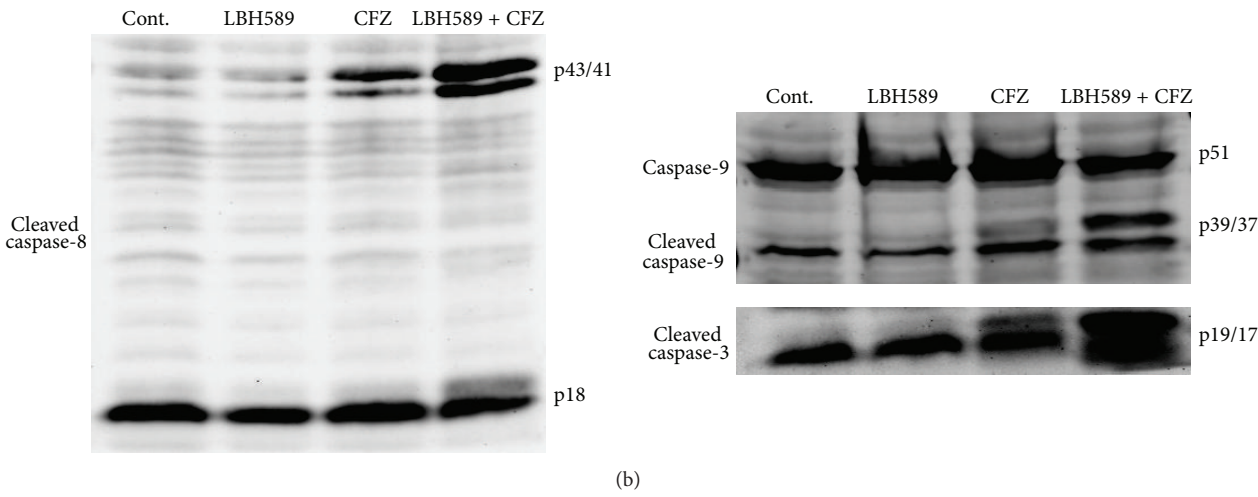 Cont. LBH589 CFZ LBH589 + CFZ
p43/41
Cleaved
caspase-8
p18
Cont. LBH589 CFZ LBH589 + CFZ
Caspase-9
p51
p39/37
Cleaved
caspase-9
Cleaved
caspase-3
p19/17
(b)